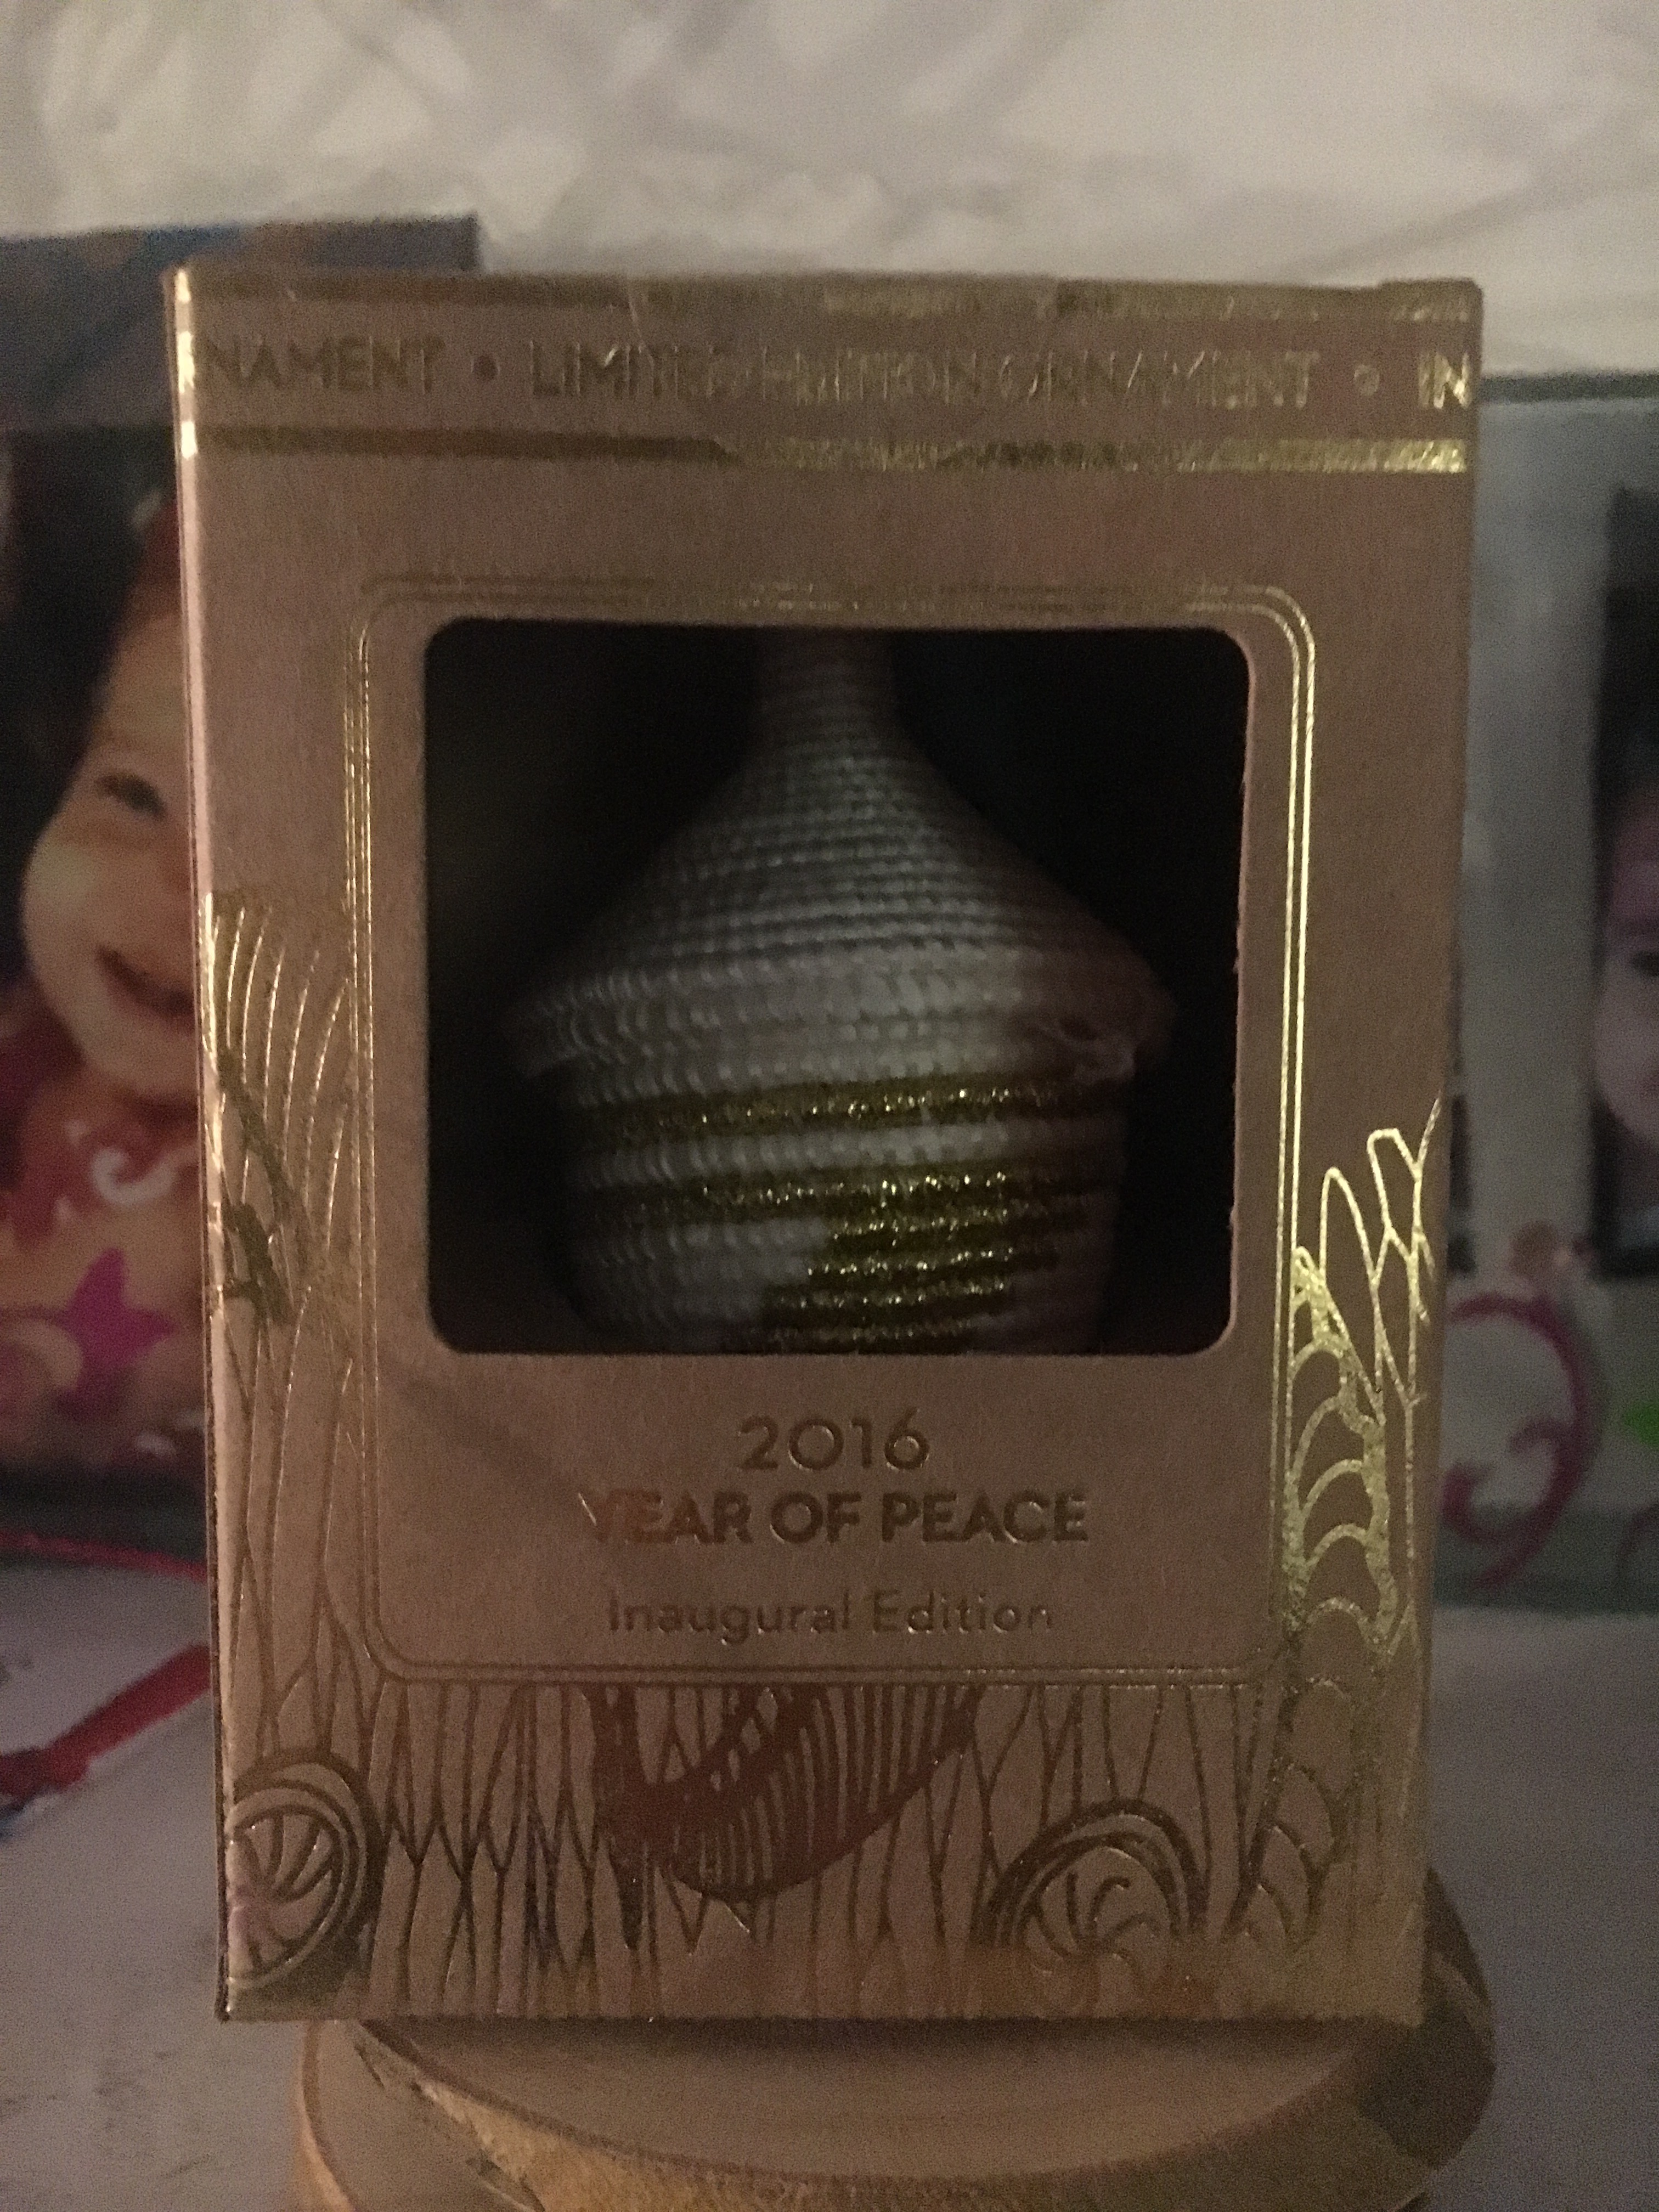 NAMENT • LIMITED EDITION ORNAMENT • IN
2016
YEAR OF PEACE
Inaugural Edition